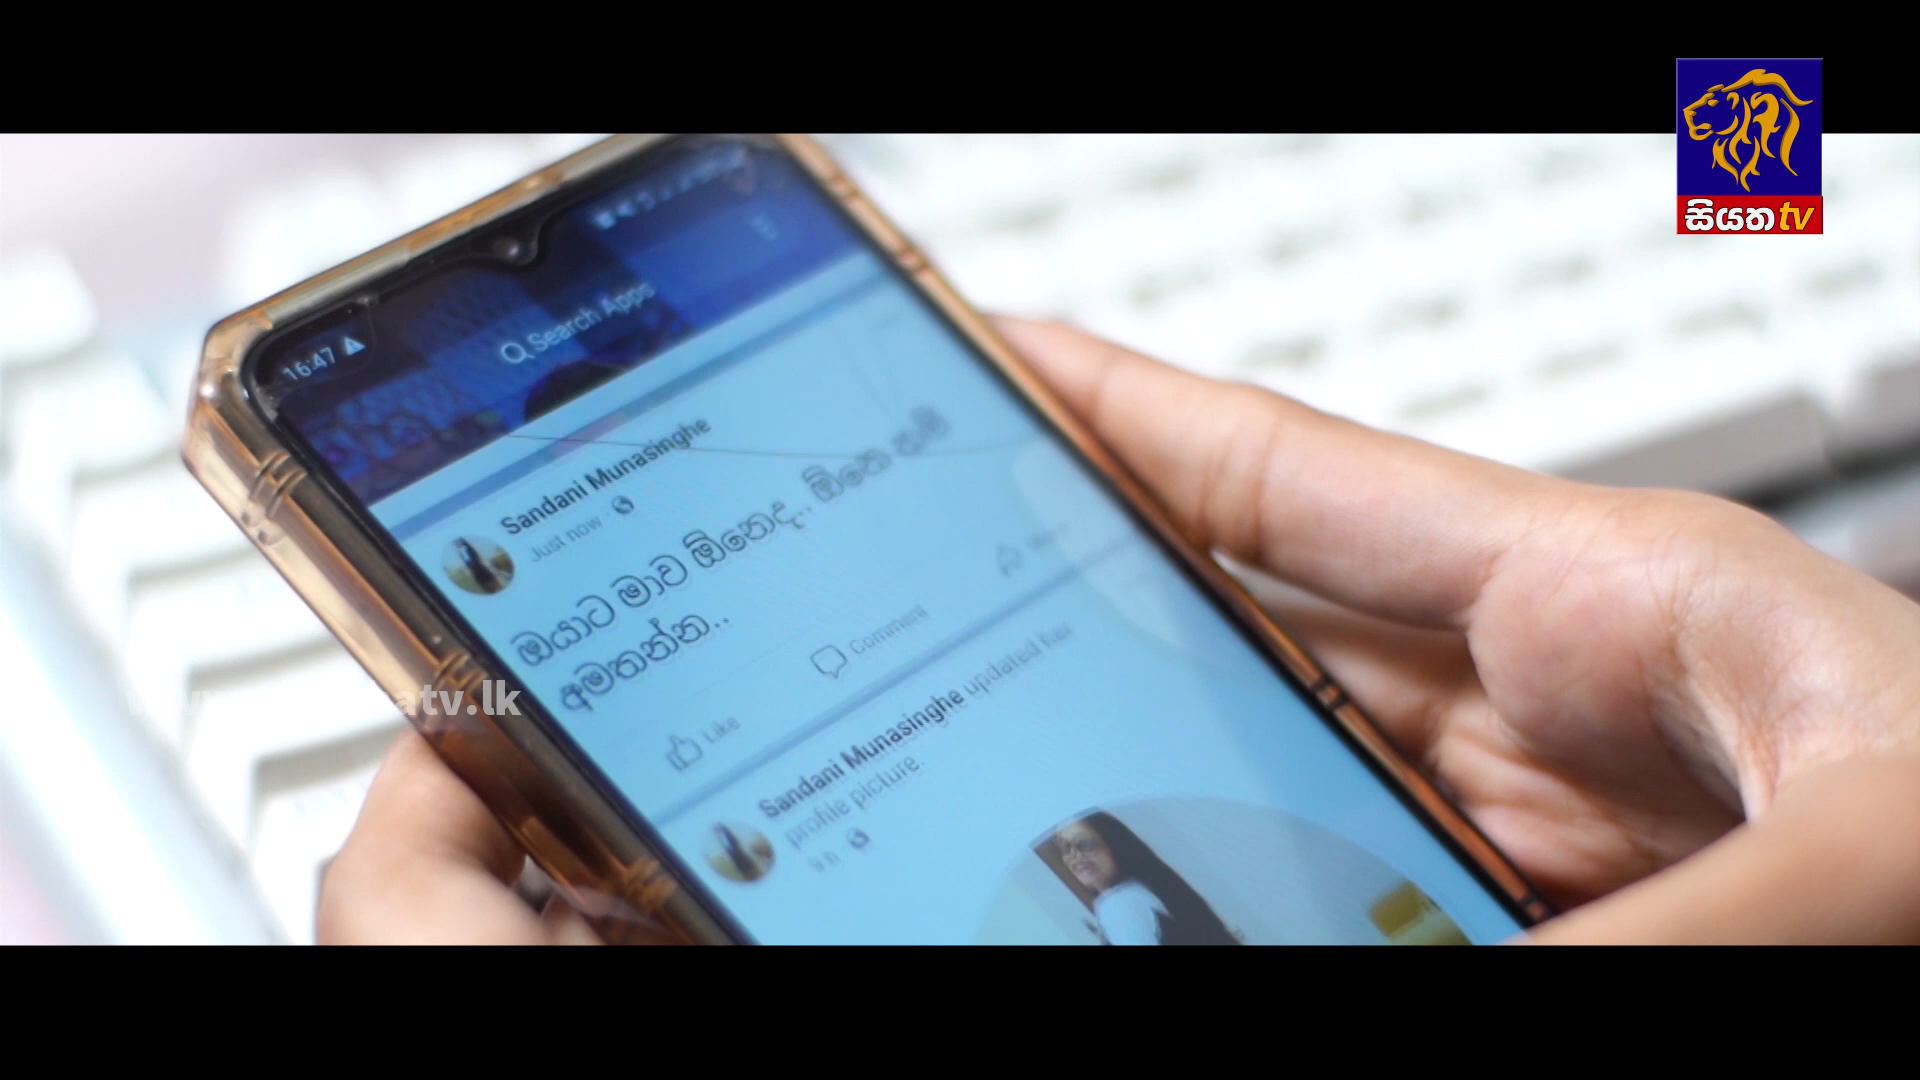 සියත tv
16:47
Search Apps
Sandani Munasinghe
Just now
ඔයාට මාව ඕනෙද.. ඕනෙ නැති
අමතන්න..
Like
Comment
Sandani Munasinghe updated her
profile picture.
9 h
atv.lk